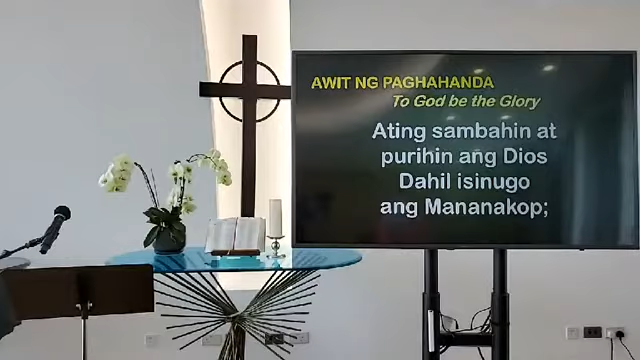 AWIT NG PAGHAHANDA
To God be the Glory
Ating sambahin at
purihin ang Dios
Dahil isinugo
ang Mananakop;